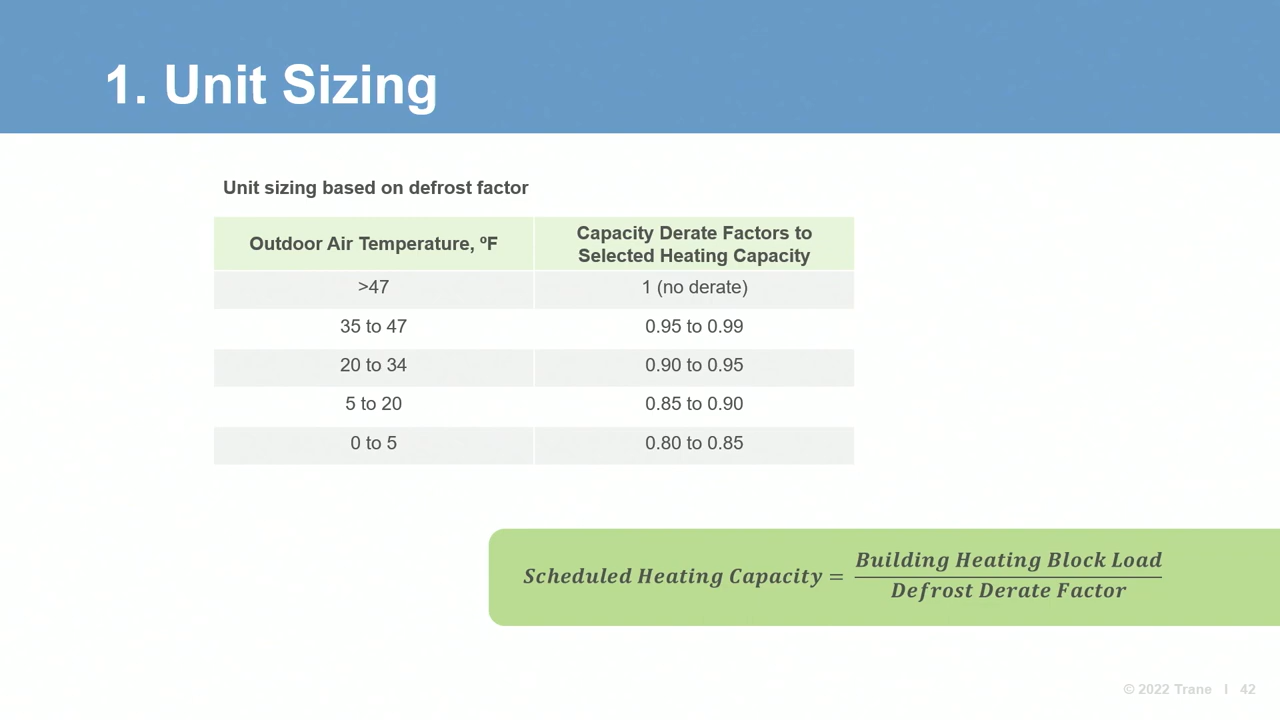 1. Unit Sizing
Unit sizing based on defrost factor
Outdoor Air Temperature, ºF
Capacity Derate Factors to
Selected Heating Capacity
>47
1 (no derate)
35 to 47
0.95 to 0.99
20 to 34
0.90 to 0.95
5 to 20
0.85 to 0.90
0 to 5
0.80 to 0.85
Scheduled Heating Capacity = Building Heating Block Load
Defrost Derate Factor
© 2022 Trane | 42